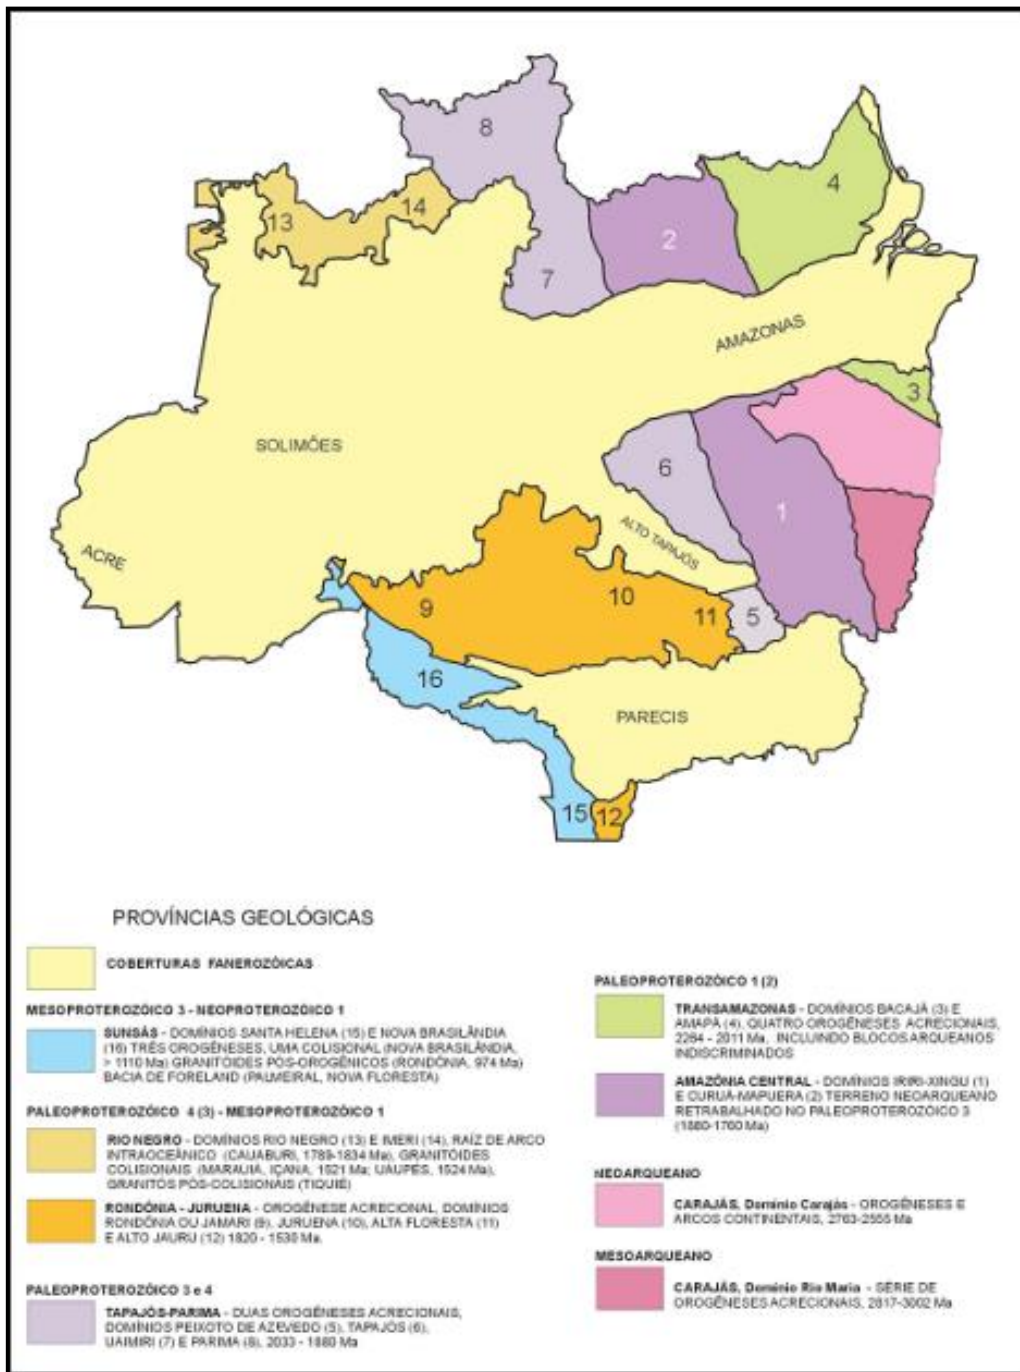 8
4
13
14
2
7
AMAZONAS
3
SOLIMÕES
6
1
ALTO TAPAJÓS
ACRE
9
10
11
5
16
PARECIS
15
12
PROVÍNCIAS GEOLÓGICAS
COBERTURAS FANEROZÓICAS
MESOPROTEROZÓICO 3 - NEOPROTEROZÓICO 1
SUNSÁS - DOMÍNIOS SANTA HELENA (15) E NOVA BRASILÂNDIA
(16) TRÊS OROGÊNESES, UMA COLISIONAL (NOVA BRASILÂNDIA,
> 1110 Ma) GRANITÓIDES PÓS-OROGÊNICOS (RONDÔNIA, 974 Ma)
BACIA DE FORELAND (PALMEIRAL, NOVA FLORESTA)
PALEOPROTEROZÓICO 4 (3) - MESOPROTEROZÓICO 1
RIO NEGRO - DOMÍNIOS RIO NEGRO (13) E IMERI (14), RAÍZ DE ARCO
INTRAOCEÂNICO (CAUABURI, 1789-1834 Ma), GRANITÓIDES
COLISIONAIS (MARAUIA, IÇANA, 1521 Ma; UAUPÉS, 1524 Ma),
GRANITOS PÓS-COLISIONAIS (TIQUIÉ)
RONDÔNIA - JURUENA - OROGÊNESE ACRECIONAL, DOMÍNIOS
RONDÔNIA OU JAMARI (9), JURUENA (10), ALTA FLORESTA (11)
E ALTO JAURU (12) 1820 - 1530 Ma.
PALEOPROTEROZÓICO 3 e 4
TAPAJÓS-PARIMA - DUAS OROGÊNESES ACRECIONAIS,
DOMÍNIOS PEIXOTO DE AZEVEDO (5), TAPAJÓS (6),
UAIMIRI (7) E PARIMA (8), 2033 - 1880 Ma
PALEOPROTEROZÓICO 1 (2)
TRANSAMAZONAS - DOMÍNIOS BACAJÁ (3) E
AMAPÁ (4), QUATRO OROGÊNESES ACRECIONAIS,
2264 - 2011 Ma, INCLUINDO BLOCOS ARQUEANOS
INDISCRIMINADOS
AMAZÔNIA CENTRAL - DOMÍNIOS IRIRI-XINGU (1)
E CURUÁ-MAPUERA (2) TERRENO NEOARQUEANO
RETRABALHADO NO PALEOPROTEROZÓICO 3
(1880-1760 Ma)
NEOARQUEANO
CARAJÁS, Domínio Carajás - OROGÊNESES E
ARCOS CONTINENTAIS, 2763-2555 Ma
MESOARQUEANO
CARAJÁS, Domínio Rio Maria - SÉRIE DE
OROGÊNESES ACRECIONAIS, 2817-3002 Ma